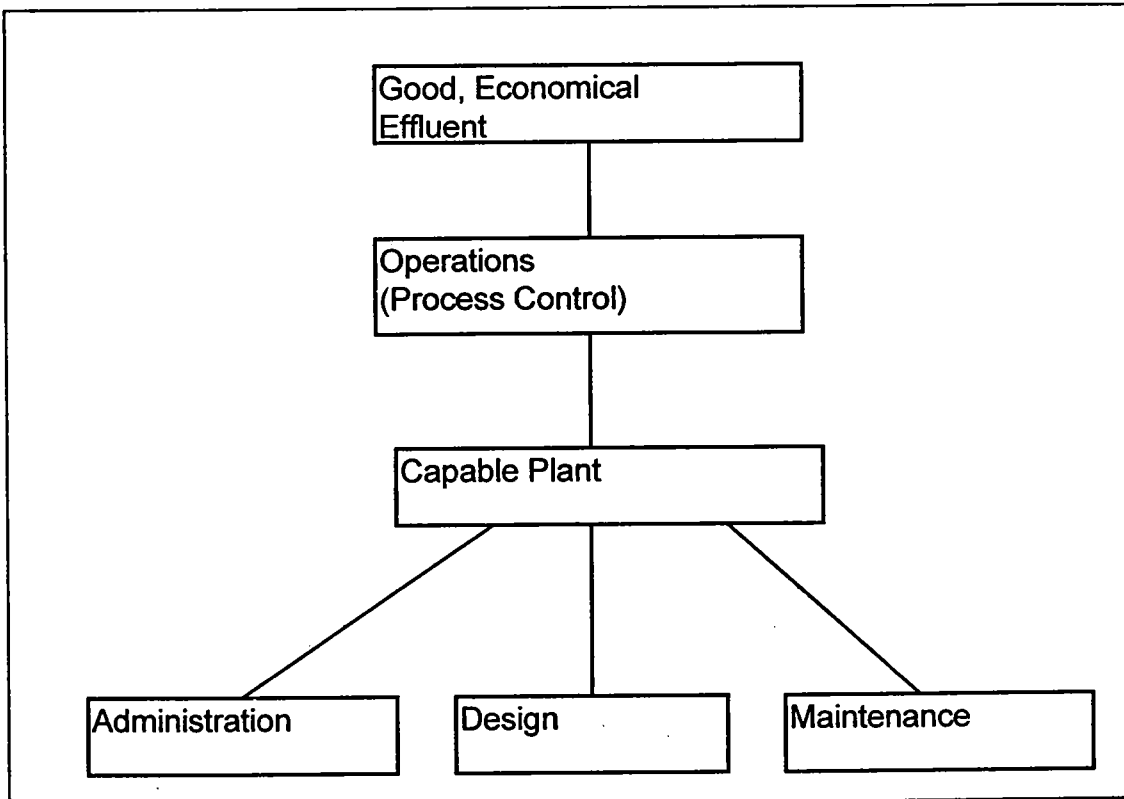 Good, Economical
Effluent
Operations
(Process Control)
Capable Plant
Administration
Design
Maintenance